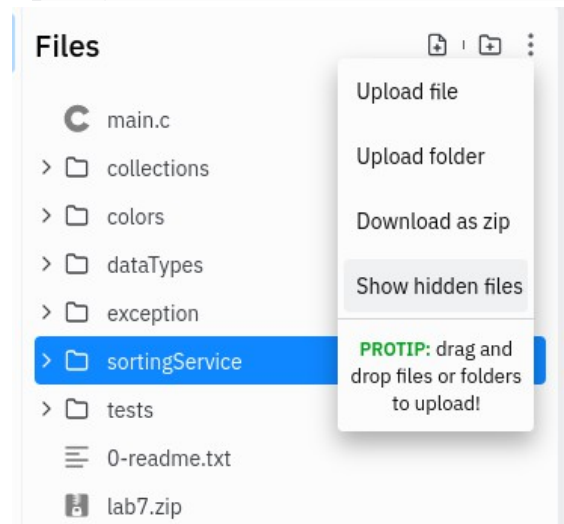 Files
main.c
collections
colors
dataTypes
exception
sortingService
tests
0-readme.txt
lab7.zip
Upload file
Upload folder
Download as zip
Show hidden files
PROTIP: drag and
drop files or folders
to upload!